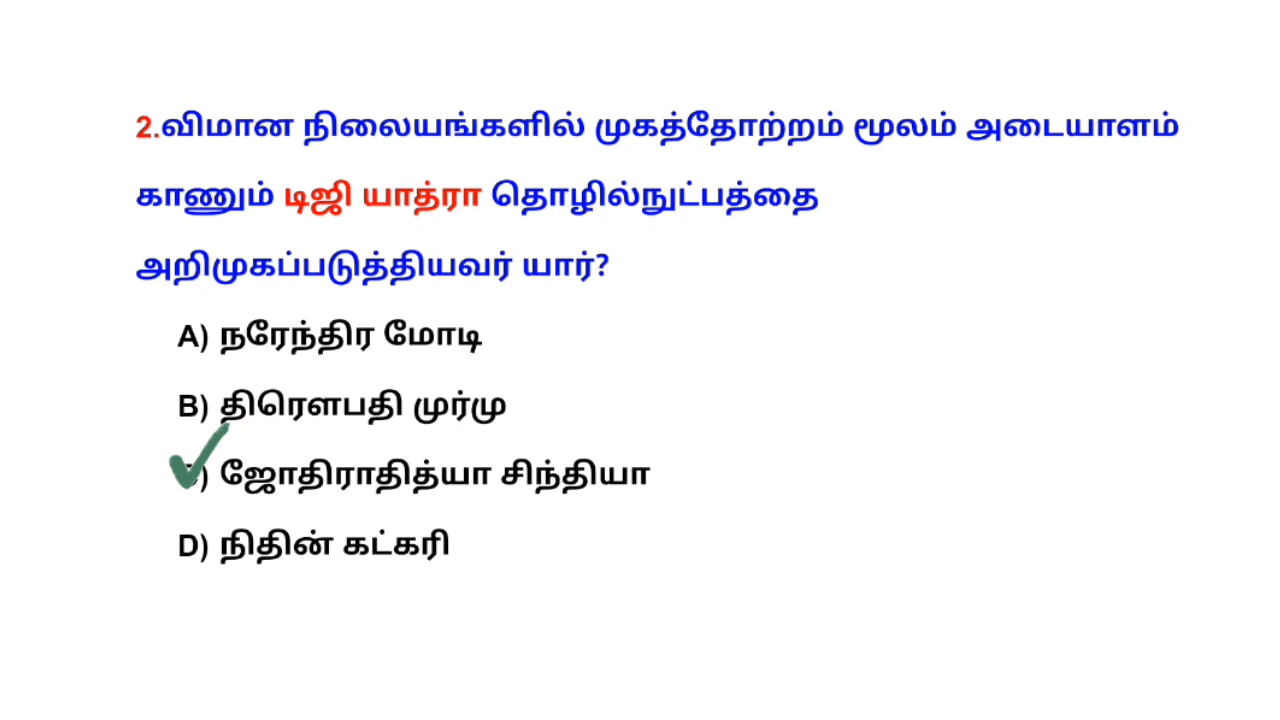 2.விமான நிலையங்களில் முகத்தோற்றம் மூலம் அடையாளம்
காணும் டிஜி யாத்ரா தொழில்நுட்பத்தை
அறிமுகப்படுத்தியவர் யார்?
A) நரேந்திர மோடி
B) திரௌபதி முர்மு
) ஜோதிராதித்யா சிந்தியா
D) நிதின் கட்கரி